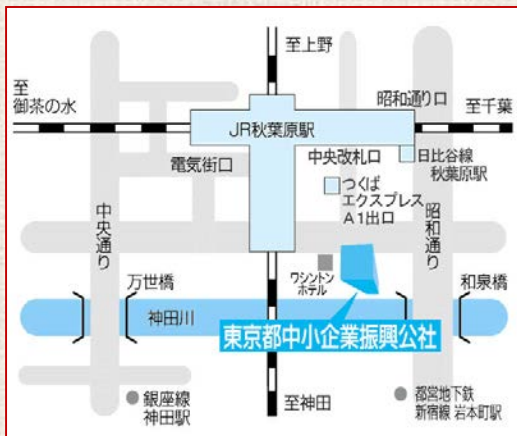 至上野
至
御茶の水
昭和通り口
至千葉
JR秋葉原駅
電気街口
中央改札口
日比谷線
秋葉原駅
つくば
エクスプレス
A1出口
中央通り
昭和通り
ワシントン
ホテル
万世橋
和泉橋
神田川
東京都中小企業振興公社
銀座線
神田駅
至神田
都営地下鉄
新宿線 岩本町駅